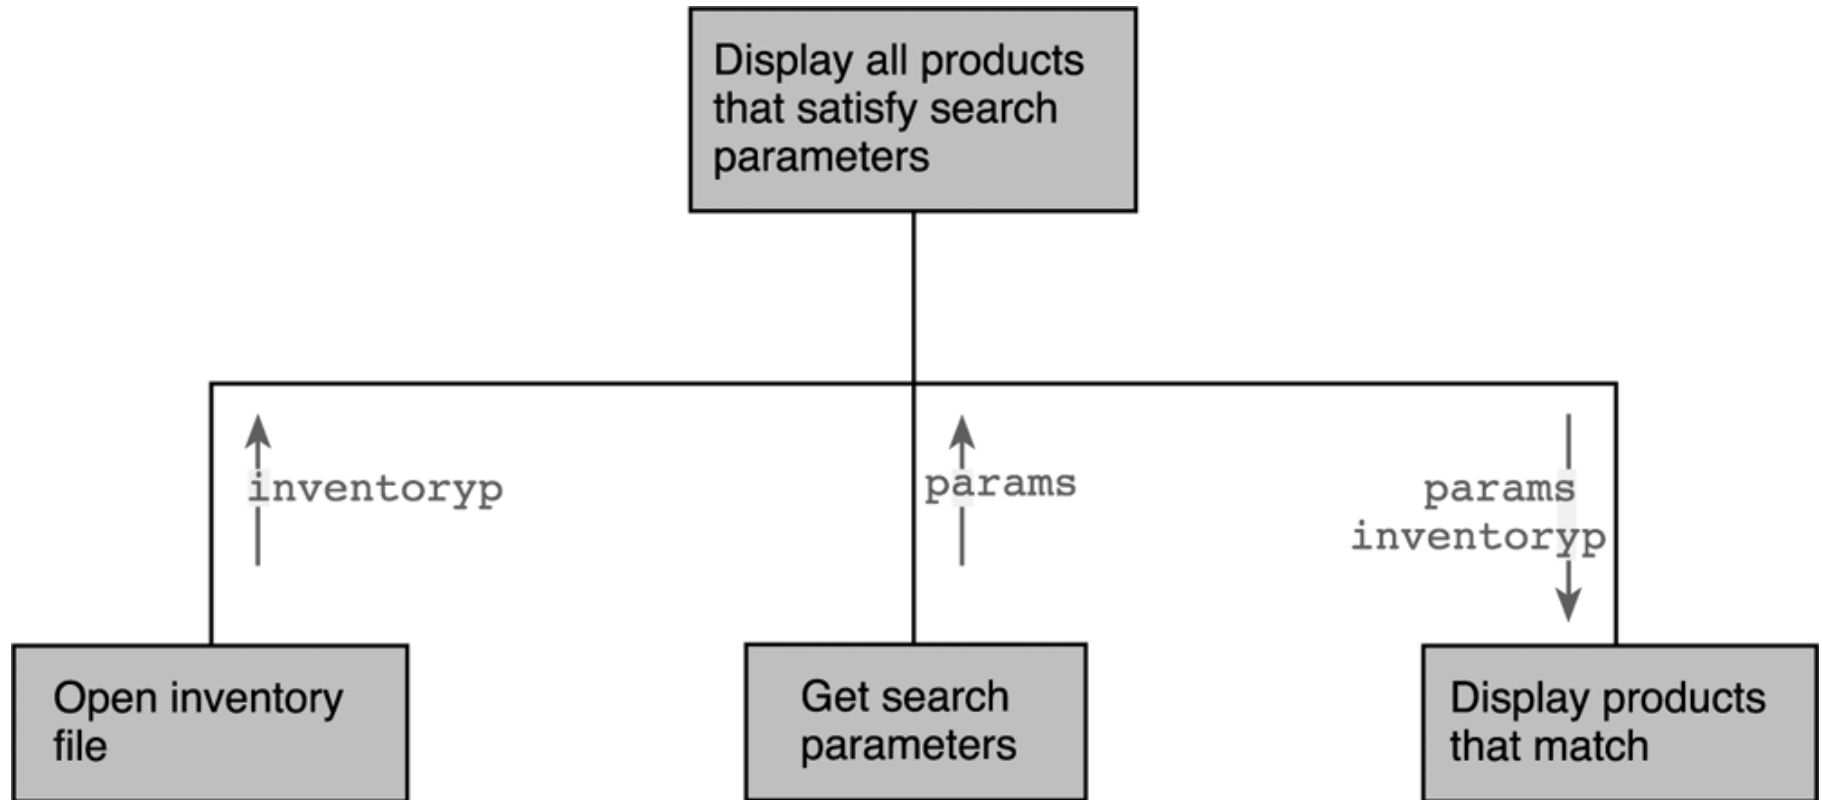 Display all products
that satisfy search
parameters
inventoryp
params
params
inventoryp
Open inventory
file
Get search
parameters
Display products
that match